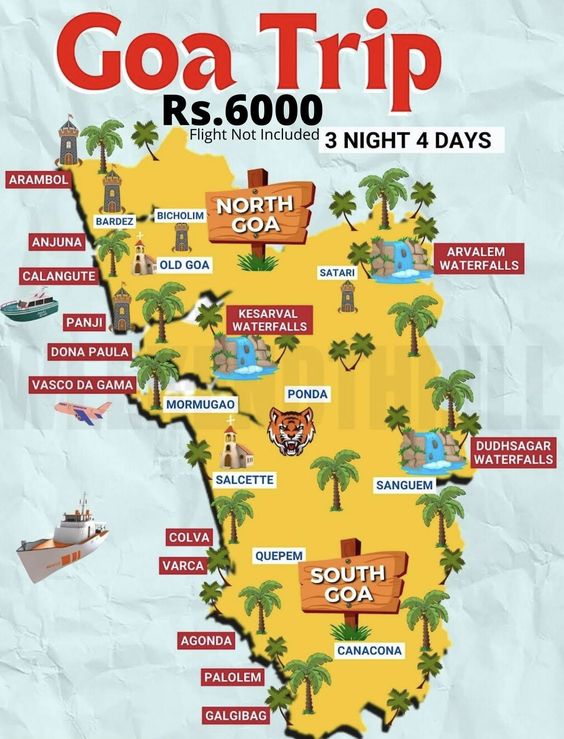 Goa Trip
Rs.6000
Flight Not Included
3 NIGHT 4 DAYS
ARAMBOL
BARDEZ
BICHOLIM
NORTH
GOA
ANJUNA
OLD GOA
ARVALEM
WATERFALLS
CALANGUTE
SATARI
PANJI
KESARVAL
WATERFALLS
DONA PAULA
VASCO DA GAMA
MORMUGAO
PONDA
DUDHSAGAR
WATERFALLS
SALCETTE
SANGUEM
COLVA
VARCA
QUEPEM
SOUTH
GOA
AGONDA
CANACONA
PALOLEM
GALGIBAG